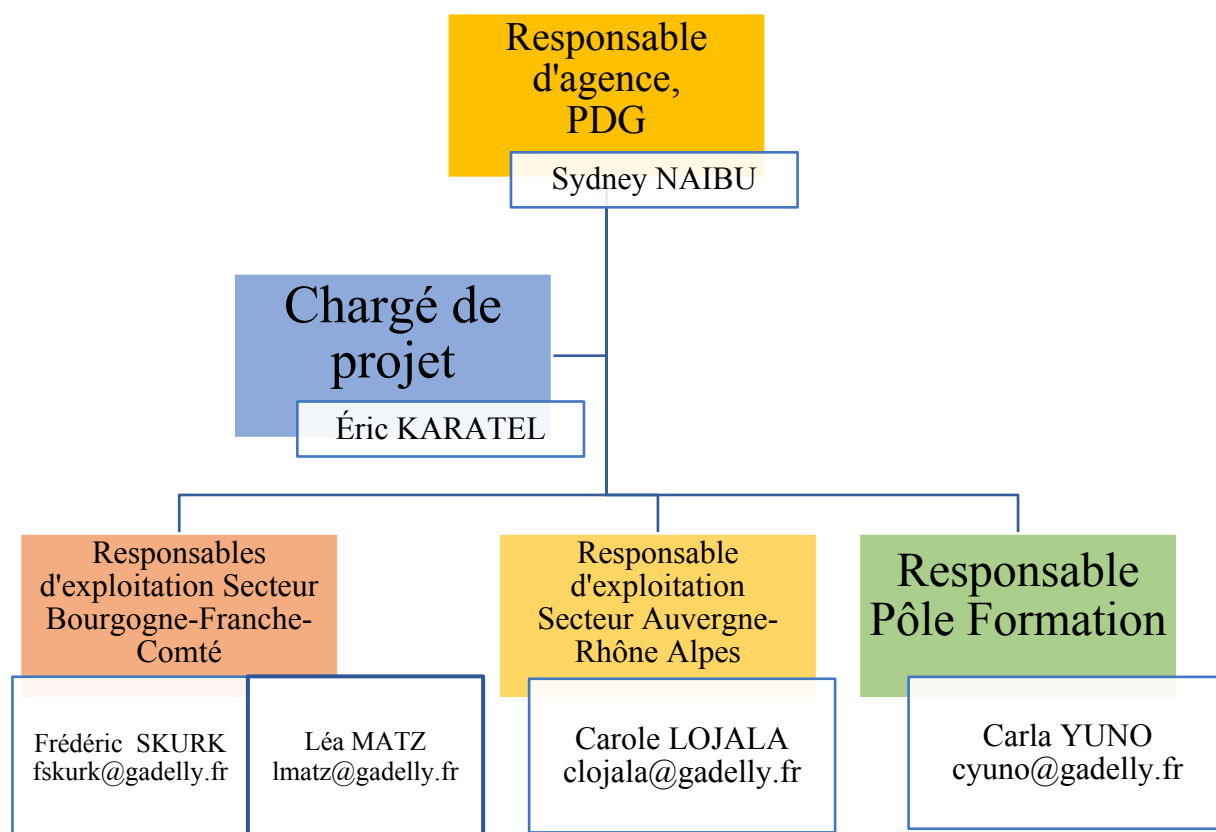 Responsable
d'agence,
PDG
Sydney NAIBU
Chargé de
projet
Éric KARATEL
Responsables
d'exploitation Secteur
Bourgogne-Franche-
Comté
Frédéric SKURK
fskurk@gadelly.fr
Léa MATZ
lmatz@gadelly.fr
Responsable
d'exploitation
Secteur Auvergne-
Rhône Alpes
Carole LOJALA
clojala@gadelly.fr
Responsable
Pôle Formation
Carla YUNO
cyuno@gadelly.fr